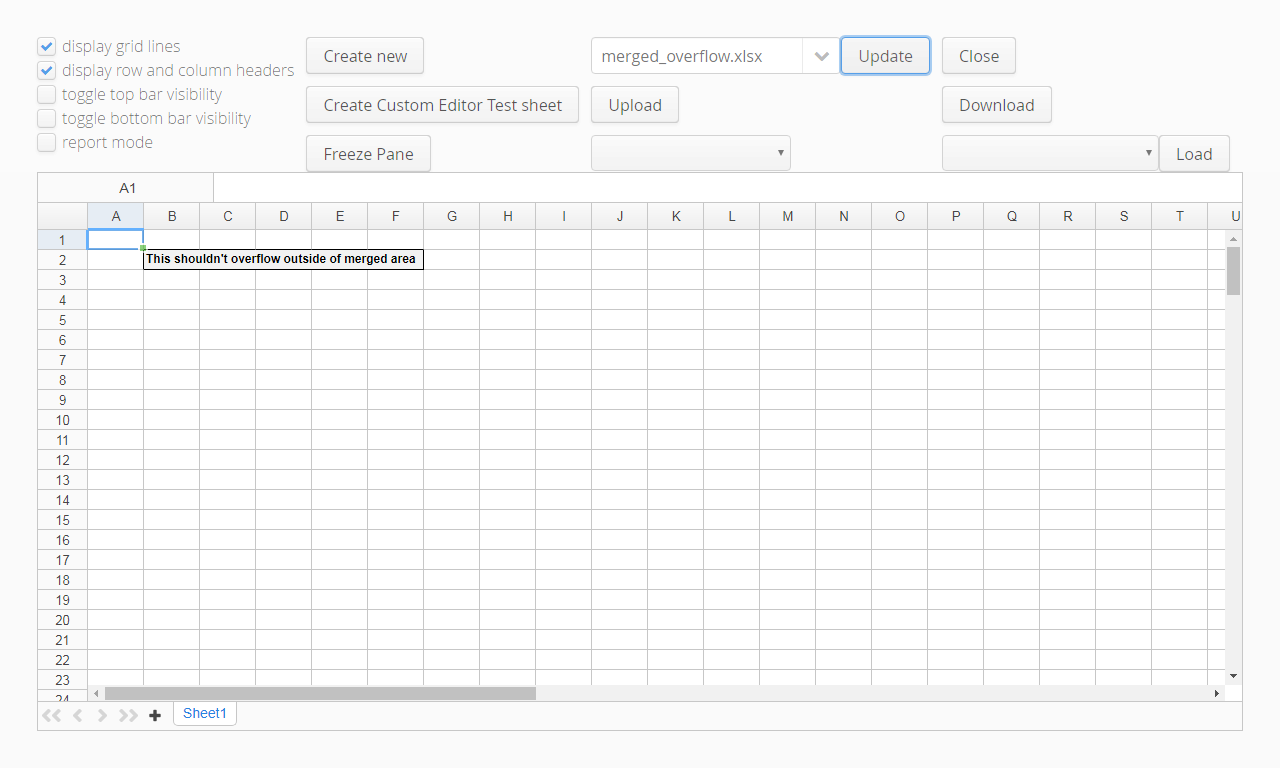 display grid lines
display row and column headers
toggle top bar visibility
toggle bottom bar visibility
report mode
Create new
merged_overflow.xlsx
Update
Close
Create Custom Editor Test sheet
Upload
Download
Freeze Pane
Load
A1
A B C D E F G H I J K L M N O P Q R S T U
1
2 This shouldn't overflow outside of merged area
3
4
5
6
7
8
9
10
11
12
13
14
15
16
17
18
19
20
21
22
23
24
Sheet1